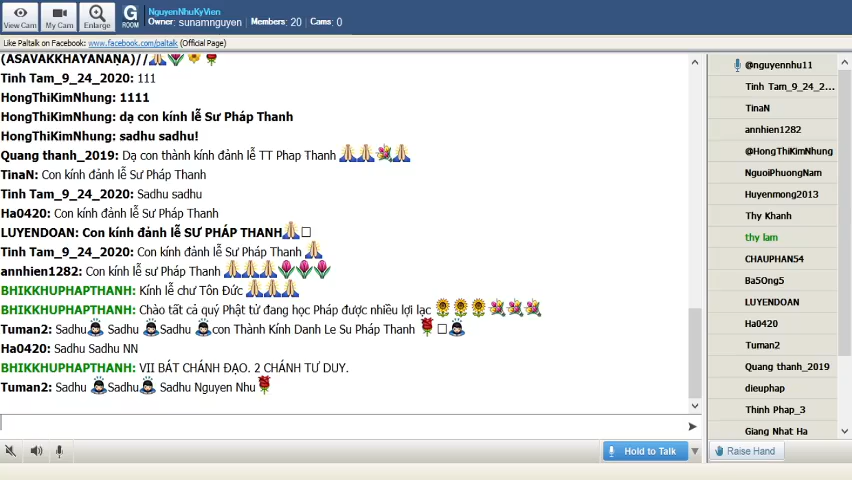 NguyenNhuKyVien
Owner: sunamnguyen Members: 20 Cams: 0
View Cam My Cam Enlarge G ROOM
Like Paltalk on Facebook: www.facebook.com/paltalk (Official Page)
(ASAVAKKHAYAÑAṆA)//
Tinh Tam_9_24_2020: 111
HongThiKimNhung: 1111
HongThiKimNhung: dạ con kính lễ Sư Pháp Thanh
HongThiKimNhung: sadhu sadhu!
Quang thanh_2019: Dạ con thành kính đảnh lễ TT Phap Thanh
TinaN: Con kính đảnh lễ Sư Pháp Thanh
Tinh Tam_9_24_2020: Sadhu sadhu
Ha0420: Con kính đảnh lễ Sư Pháp Thanh
LUYENDOAN: Con kính đảnh lễ SƯ PHÁP THANH
Tinh Tam_9_24_2020: Con kính đảnh lễ Sư Pháp Thanh
annhien1282: Con kính lễ sư Pháp Thanh
BHIKKHUPHAPTHANH: Kính lễ chư Tôn Đức
BHIKKHUPHAPTHANH: Chào tất cả quý Phật tử đang học Pháp được nhiều lợi lạc
Tuman2: Sadhu Sadhu Sadhu con Thành Kính Danh Le Su Pháp Thanh
Ha0420: Sadhu Sadhu NN
BHIKKHUPHAPTHANH: VII BÁT CHÁNH ĐẠO. 2 CHÁNH TƯ DUY.
Tuman2: Sadhu Sadhu Sadhu Nguyen Nhu
Hold to Talk
@nguyennhu11
Tinh Tam_9_24_2...
TinaN
annhien1282
@HongThiKimNhung
NguoiPhuongNam
Huyenmong2013
Thy Khanh
thy lam
CHAUPHAN54
Ba5Ong5
LUYENDOAN
Ha0420
Tuman2
Quang thanh_2019
dieuphap
Thinh Phap_3
Giang Nhat Ha
Raise Hand